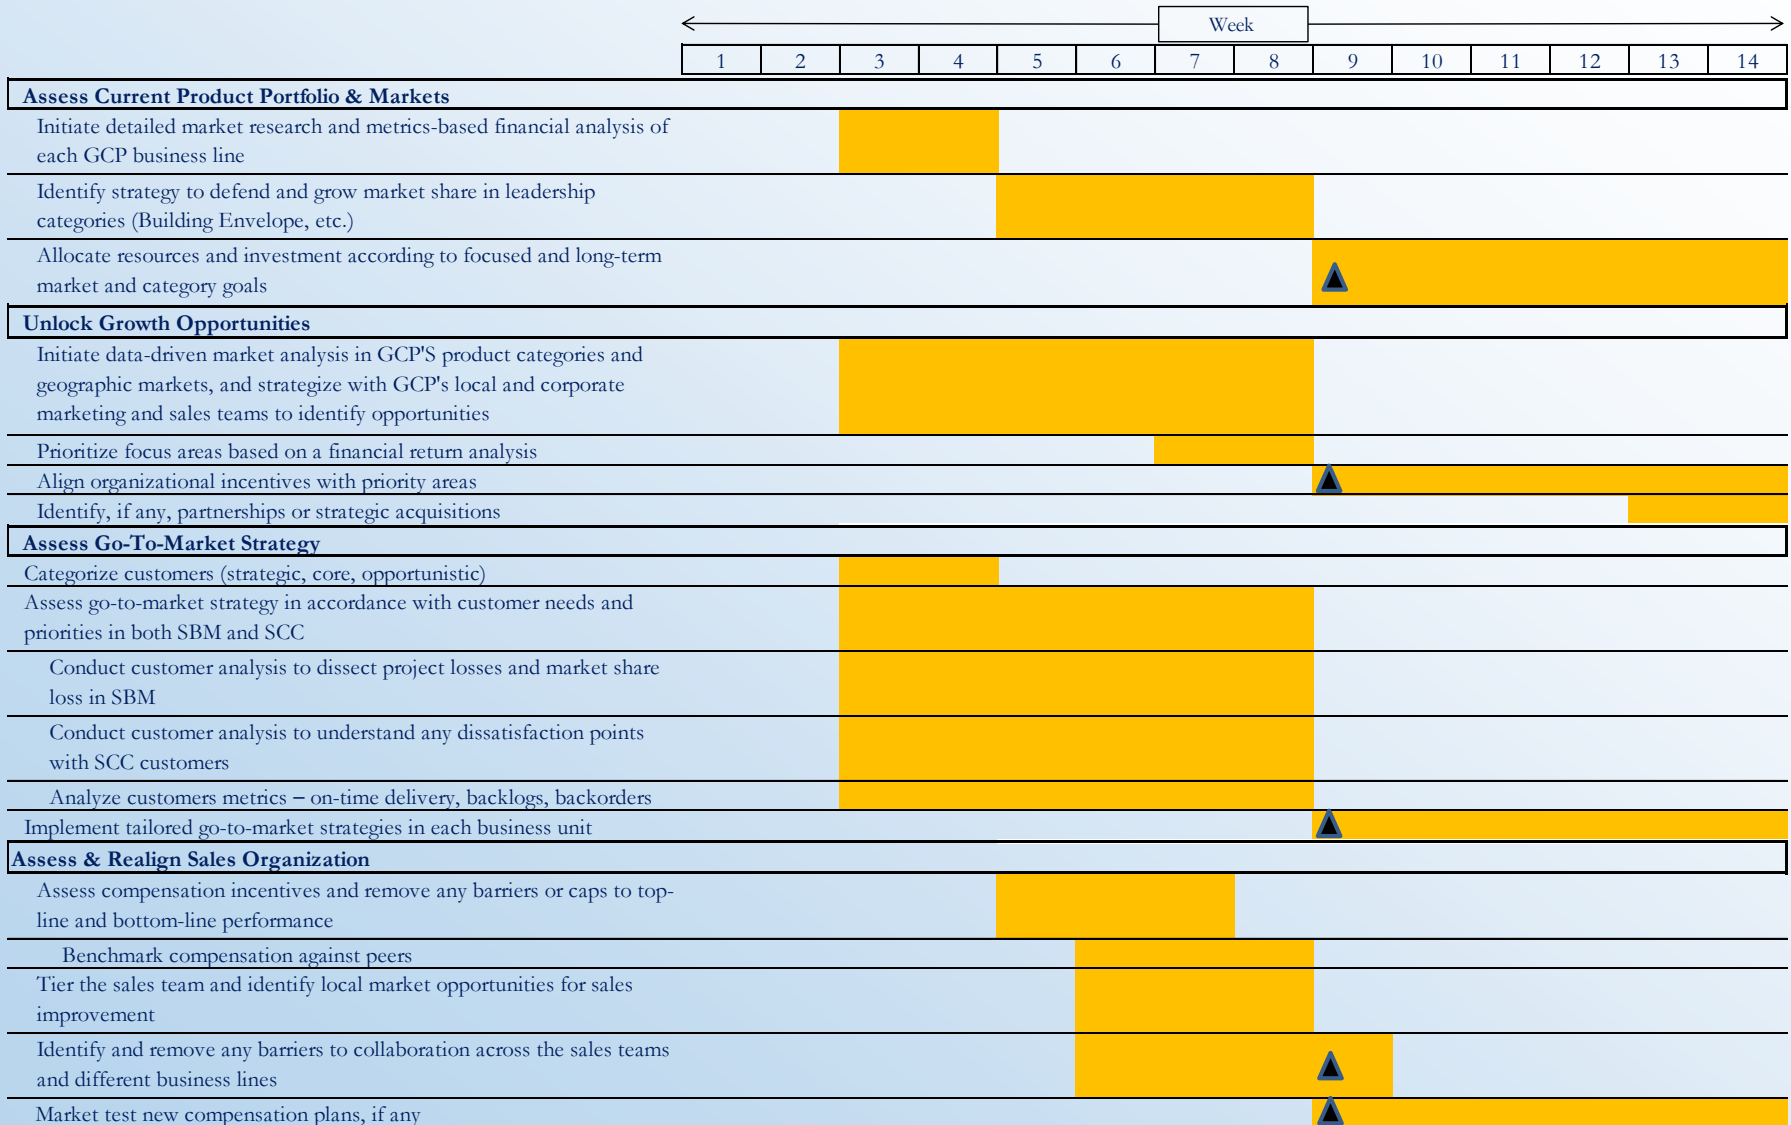 Week
1 2 3 4 5 6 7 8 9 10 11 12 13 14
Assess Current Product Portfolio & Markets
Initiate detailed market research and metrics-based financial analysis of
each GCP business line
Identify strategy to defend and grow market share in leadership
categories (Building Envelope, etc.)
Allocate resources and investment according to focused and long-term
market and category goals
Unlock Growth Opportunities
Initiate data-driven market analysis in GCP'S product categories and
geographic markets, and strategize with GCP's local and corporate
marketing and sales teams to identify opportunities
Prioritize focus areas based on a financial return analysis
Align organizational incentives with priority areas
Identify, if any, partnerships or strategic acquisitions
Assess Go-To-Market Strategy
Categorize customers (strategic, core, opportunistic)
Assess go-to-market strategy in accordance with customer needs and
priorities in both SBM and SCC
Conduct customer analysis to dissect project losses and market share
loss in SBM
Conduct customer analysis to understand any dissatisfaction points
with SCC customers
Analyze customers metrics – on-time delivery, backlogs, backorders
Implement tailored go-to-market strategies in each business unit
Assess & Realign Sales Organization
Assess compensation incentives and remove any barriers or caps to top-
line and bottom-line performance
Benchmark compensation against peers
Tier the sales team and identify local market opportunities for sales
improvement
Identify and remove any barriers to collaboration across the sales teams
and different business lines
Market test new compensation plans, if any